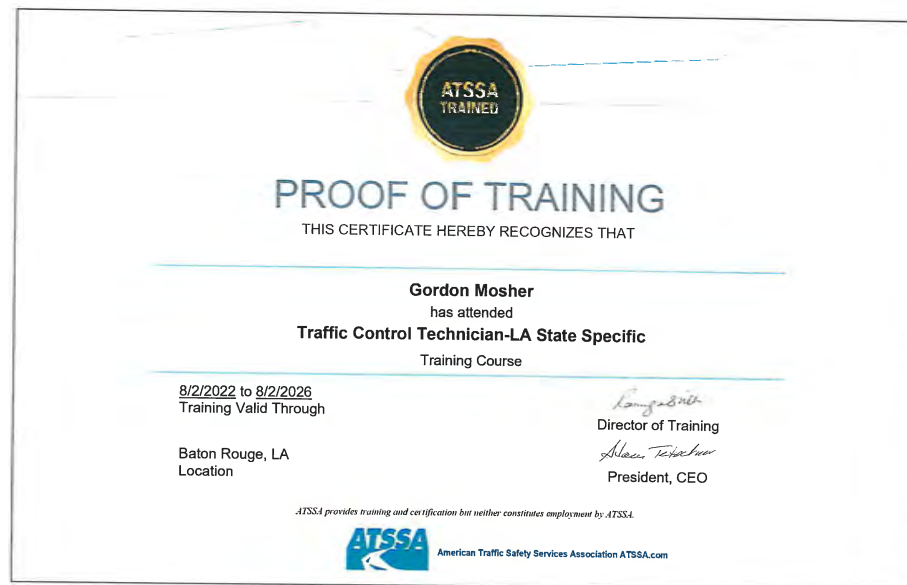 ATSSA
TRAINED
PROOF OF TRAINING
THIS CERTIFICATE HEREBY RECOGNIZES THAT
Gordon Mosher
has attended
Traffic Control Technician-LA State Specific
Training Course
8/2/2022 to 8/2/2026
Training Valid Through
Director of Training
Baton Rouge, LA
Location
President, CEO
ATSSA provides training and certification but neither constitutes employment by ATSSA.
ATSSA
American Traffic Safety Services Association ATSSA.com